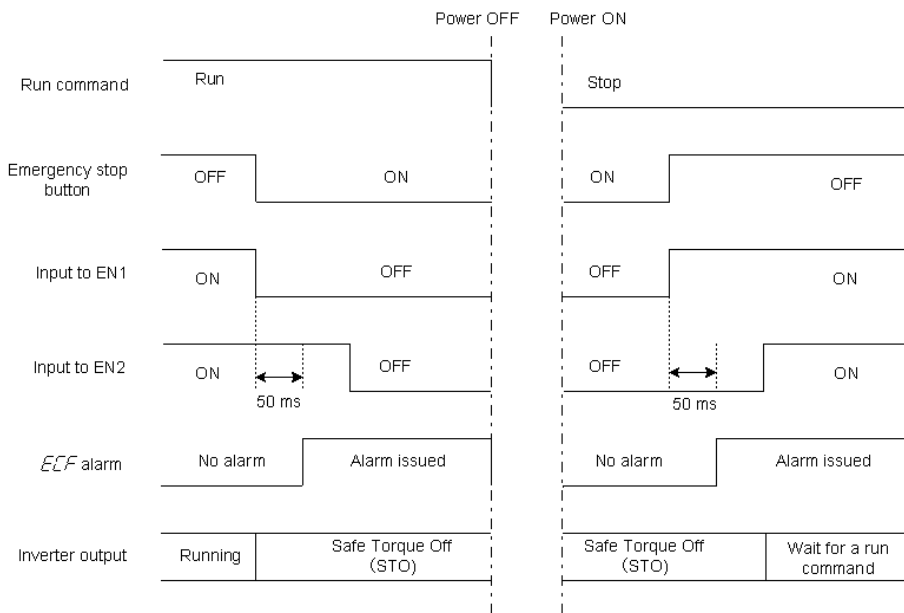 Power OFF Power ON
Run command Run Stop
Emergency stop
button
OFF ON ON OFF
Input to EN1 ON OFF OFF ON
Input to EN2 ON OFF OFF ON
50 ms 50 ms
ECF alarm No alarm Alarm issued No alarm Alarm issued
Inverter output Running Safe Torque Off
(STO)
Safe Torque Off
(STO)
Wait for a run
command